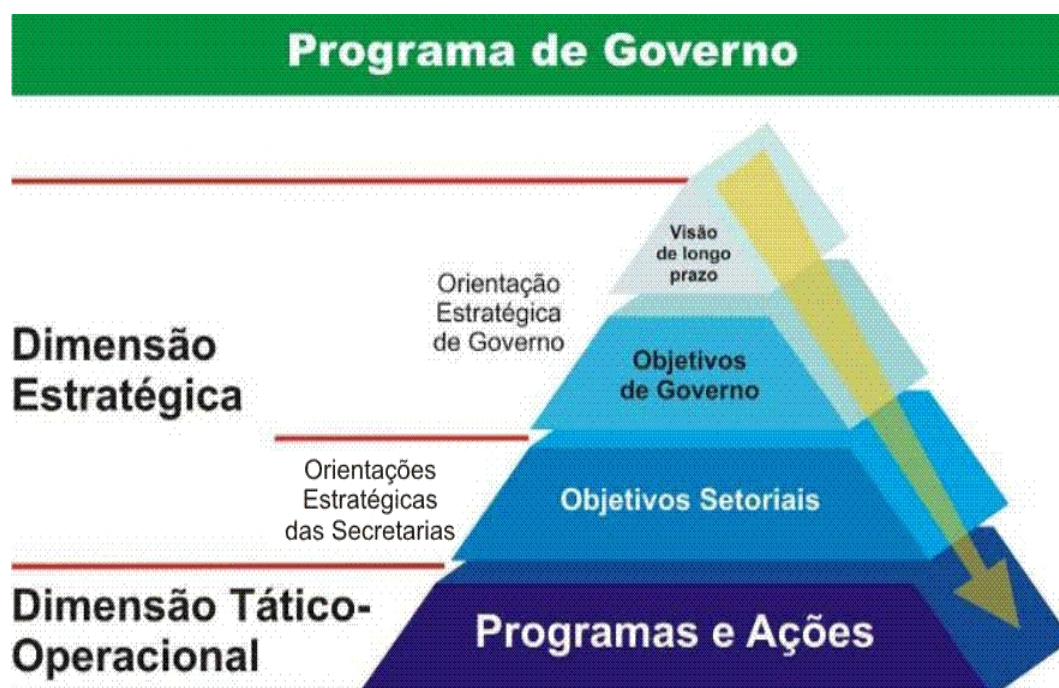 Programa de Governo
Visão
de longo
prazo
Orientação
Estratégica
de Governo
Dimensão
Estratégica
Objetivos
de Governo
Orientações
Estratégicas
das Secretarias
Objetivos Setoriais
Dimensão Tático-
Operacional
Programas e Ações